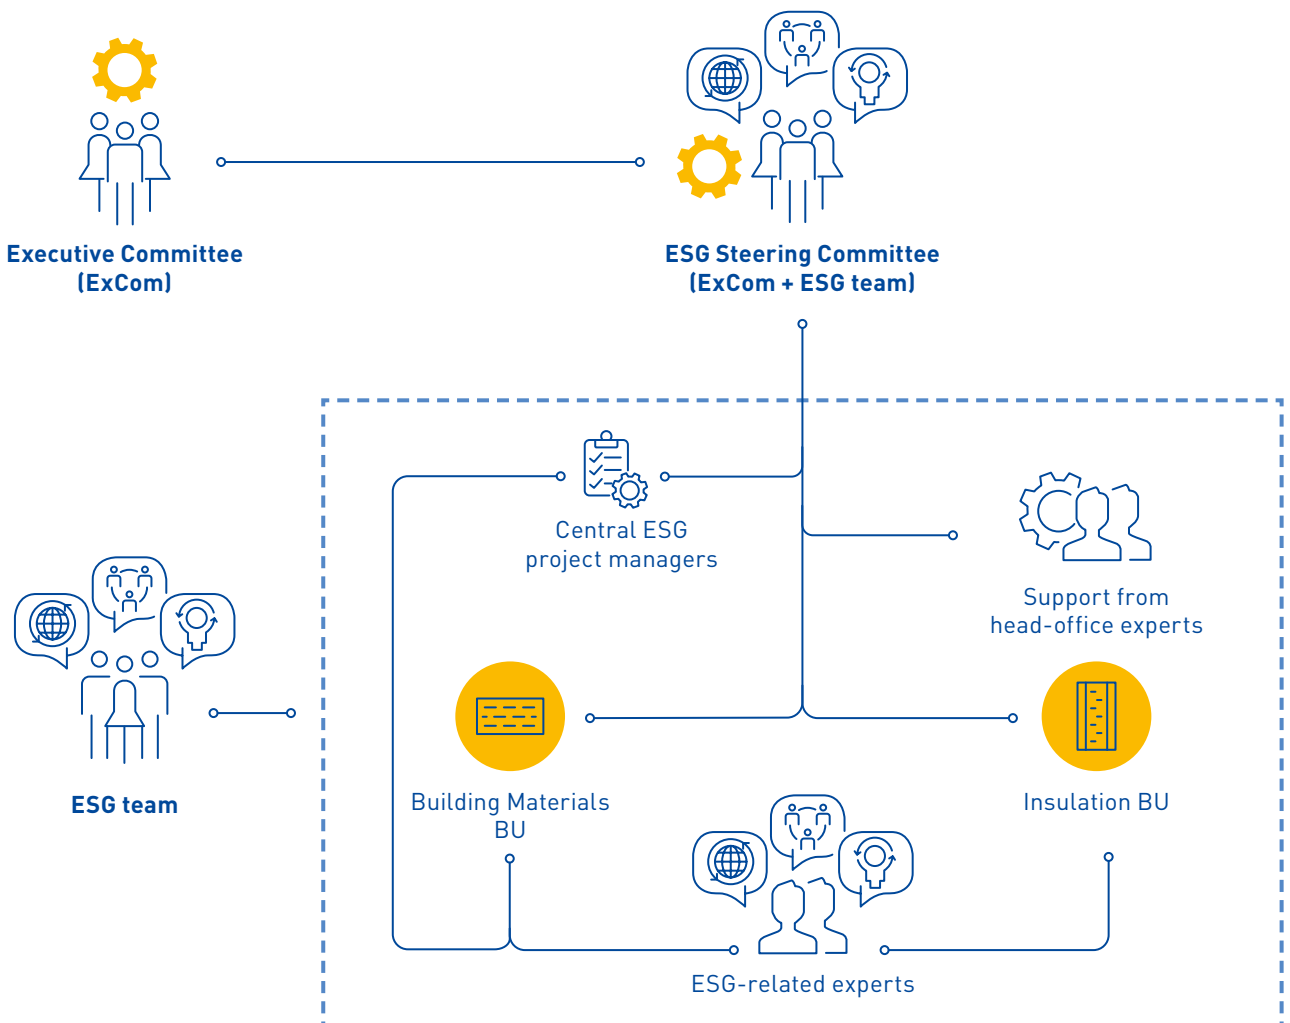 Executive Committee
(ExCom)
ESG Steering Committee
(ExCom + ESG team)
Central ESG
project managers
Support from
head-office experts
ESG team
Building Materials
BU
Insulation BU
ESG-related experts